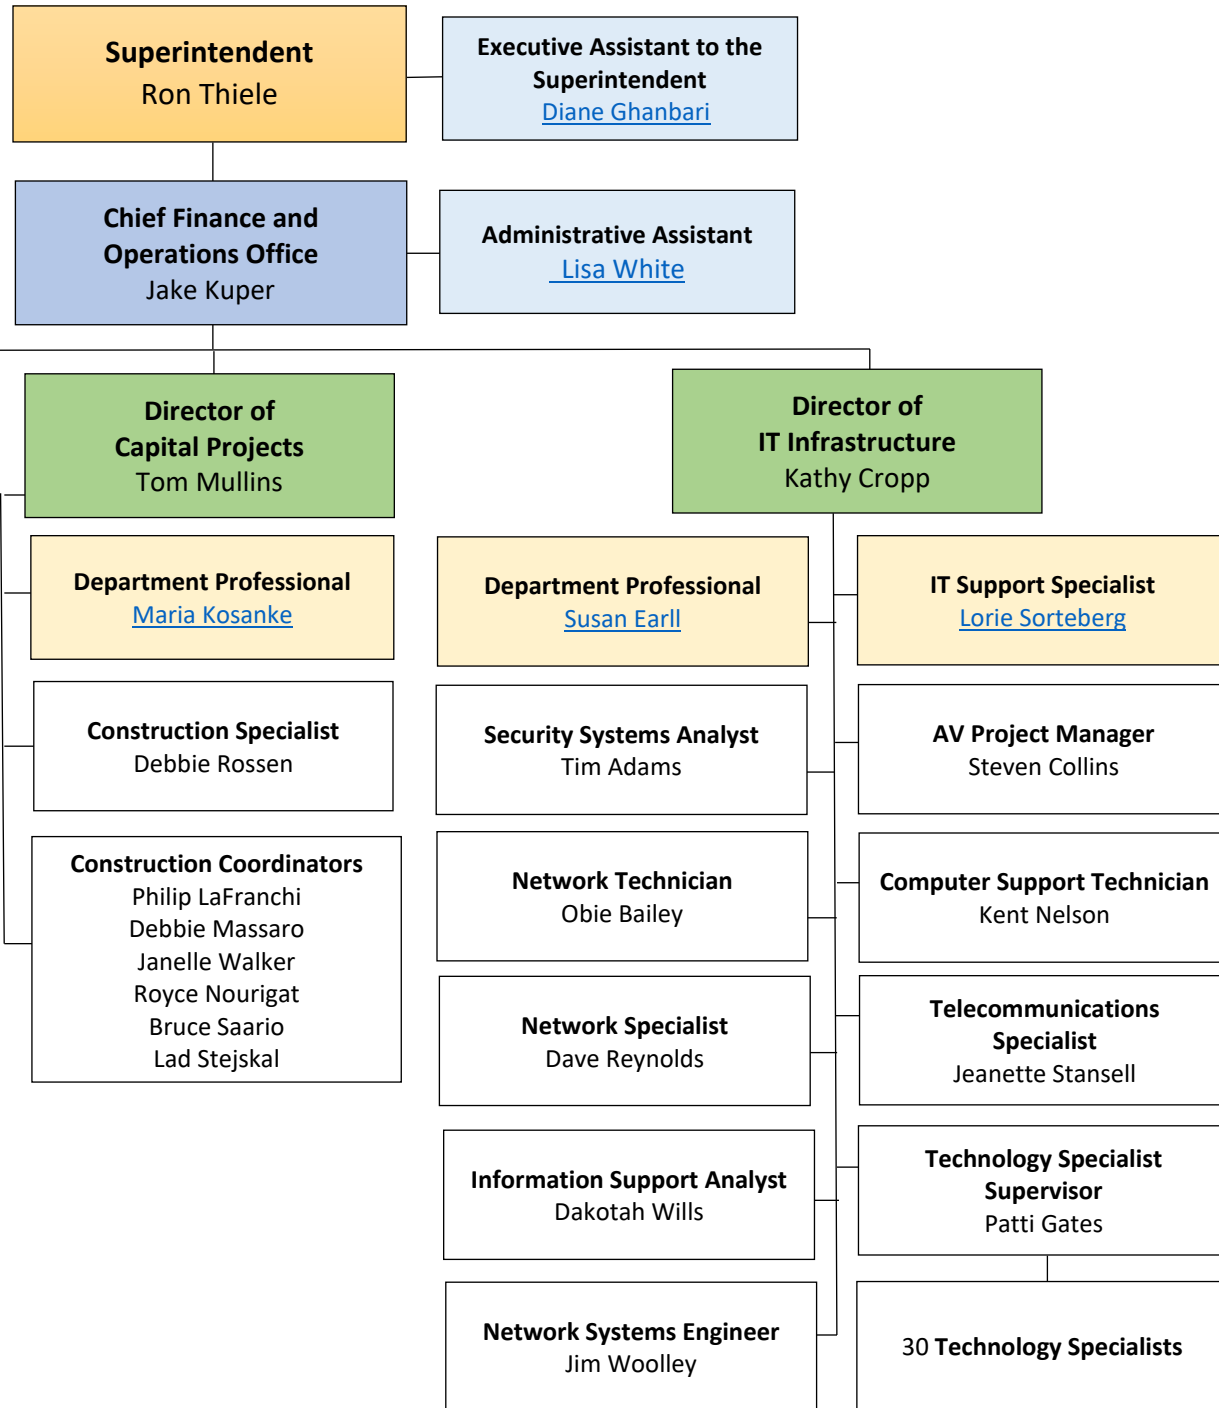 Superintendent
Ron Thiele
Executive Assistant to the
Superintendent
Diane Ghanbari
Chief Finance and
Operations Office
Jake Kuper
Administrative Assistant
Lisa White
Director of
Capital Projects
Tom Mullins
Director of
IT Infrastructure
Kathy Cropp
Department Professional
Maria Kosanke
Construction Specialist
Debbie Rossen
Construction Coordinators
Philip LaFranchi
Debbie Massaro
Janelle Walker
Royce Nourigat
Bruce Saario
Lad Stejskal
Department Professional
Susan Earll
Security Systems Analyst
Tim Adams
Network Technician
Obie Bailey
Network Specialist
Dave Reynolds
Information Support Analyst
Dakotah Wills
Network Systems Engineer
Jim Woolley
IT Support Specialist
Lorie Sorteberg
AV Project Manager
Steven Collins
Computer Support Technician
Kent Nelson
Telecommunications
Specialist
Jeanette Stansell
Technology Specialist
Supervisor
Patti Gates
30 Technology Specialists